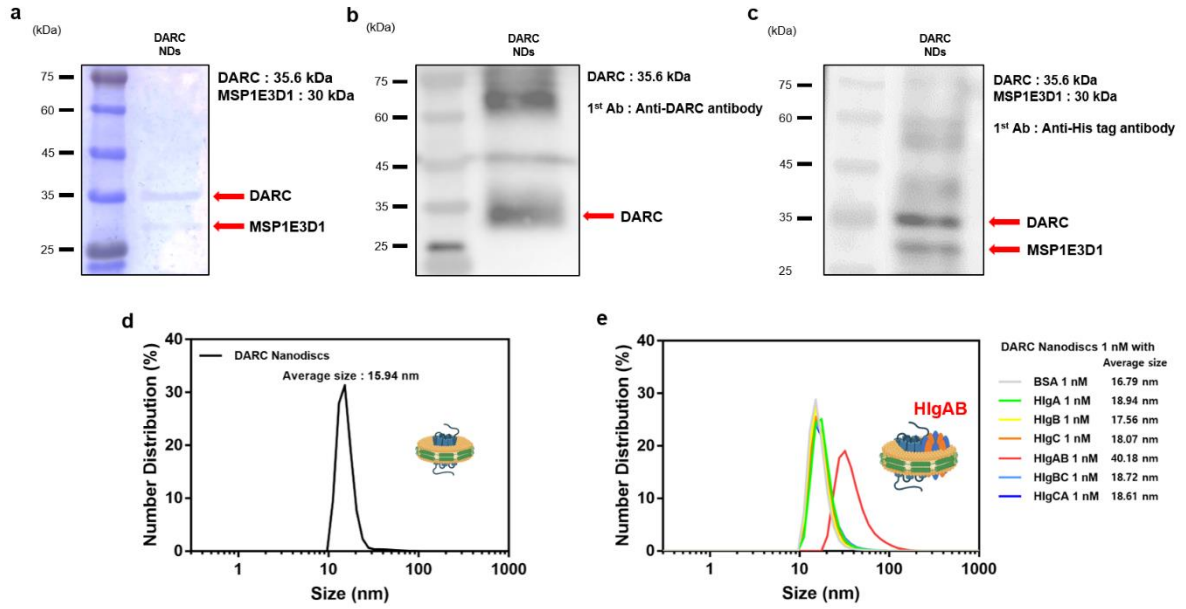 a
(kDa)
DARC
NDs
75
60
45
35
25
DARC : 35.6 kDa
MSP1E3D1 : 30 kDa
DARC
MSP1E3D1
b
(kDa)
DARC
NDs
75
60
45
35
25
DARC : 35.6 kDa
1st Ab : Anti-DARC antibody
DARC
c
(kDa)
DARC
NDs
75
60
45
35
25
DARC : 35.6 kDa
MSP1E3D1 : 30 kDa
1st Ab : Anti-His tag antibody
DARC
MSP1E3D1
d
Number Distribution (%)
40
30
20
10
0
DARC Nanodiscs
Average size : 15.94 nm
1 10 100 1000
Size (nm)
e
Number Distribution (%)
40
30
20
10
0
HlgAB
1 10 100 1000
Size (nm)
DARC Nanodiscs 1 nM with
Average size
BSA 1 nM 16.79 nm
HlgA 1 nM 18.94 nm
HlgB 1 nM 17.56 nm
HlgC 1 nM 18.07 nm
HlgAB 1 nM 40.18 nm
HlgBC 1 nM 18.72 nm
HlgCA 1 nM 18.61 nm